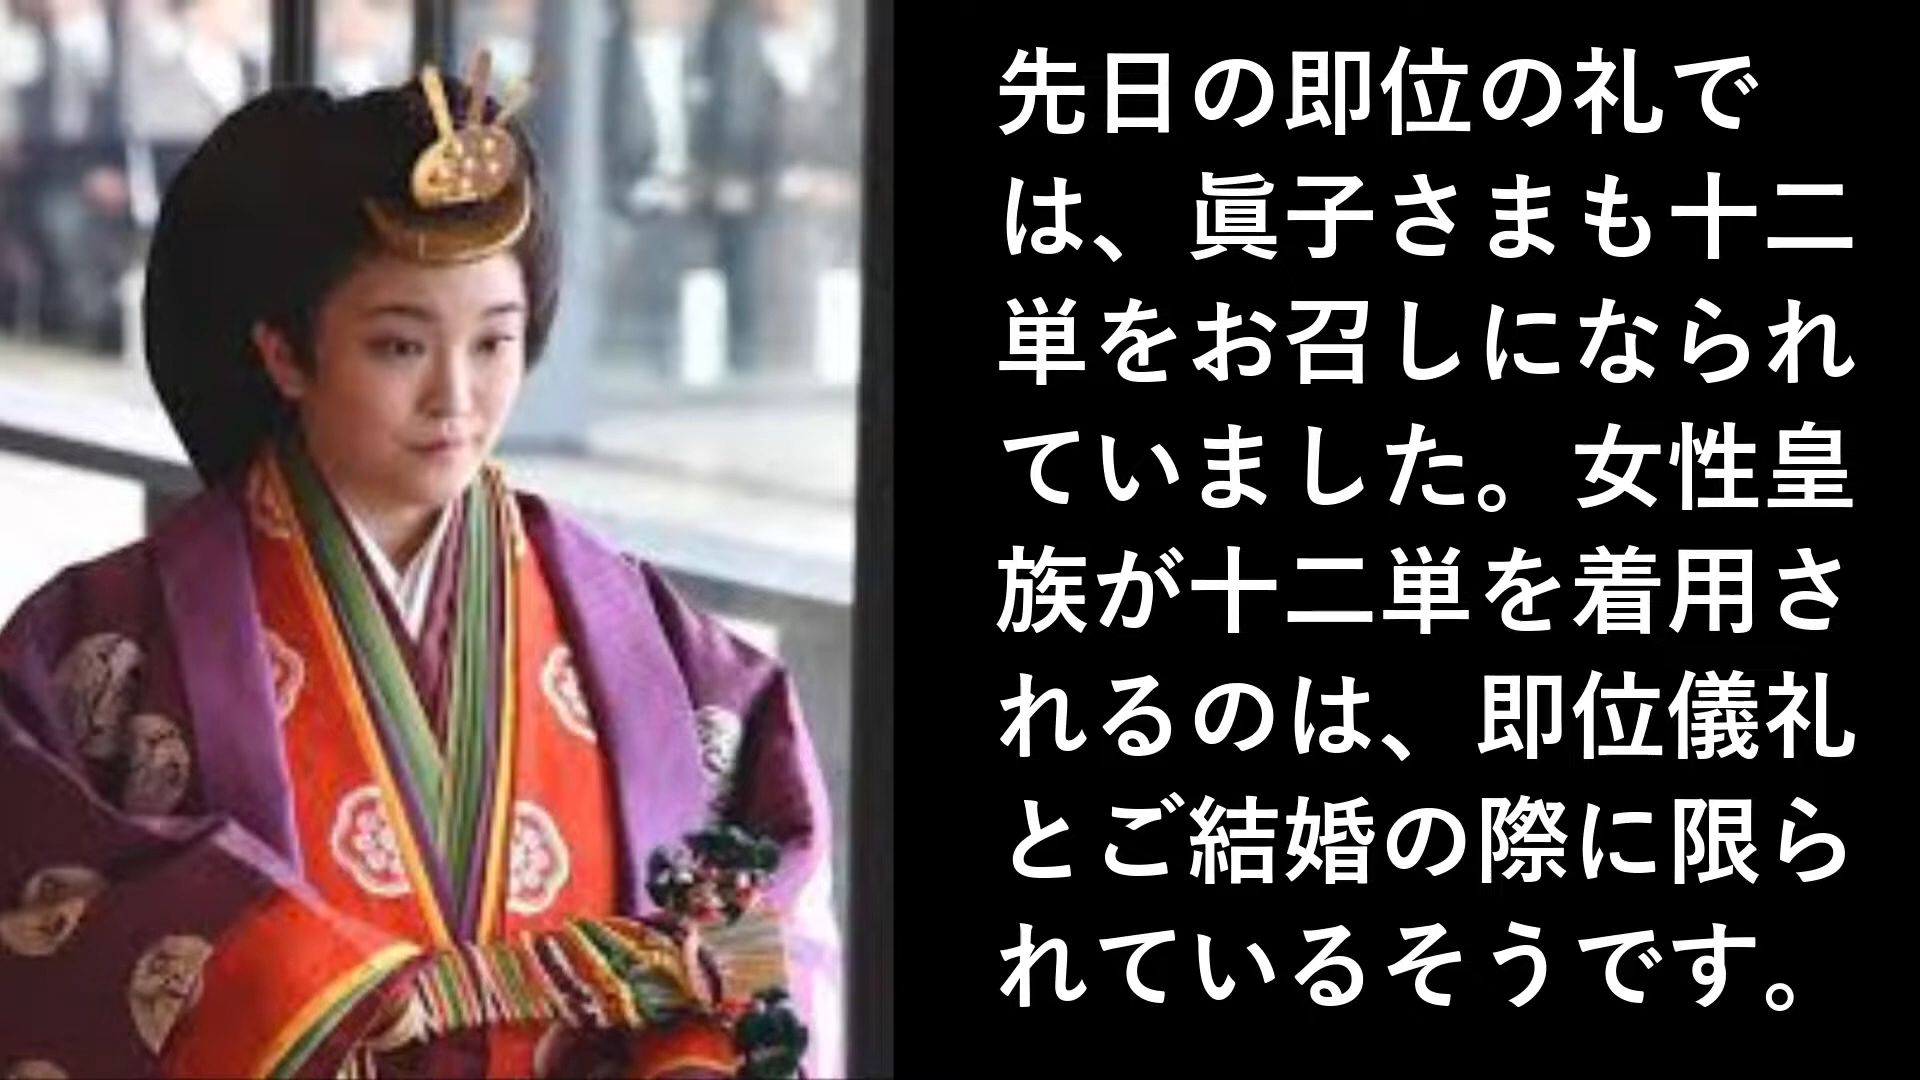 先日の即位の礼で
は、眞子さまも十二
単をお召しになられ
ていました。女性皇
族が十二単を着用さ
れるのは、即位儀礼
とご結婚の際に限ら
れているそうです。